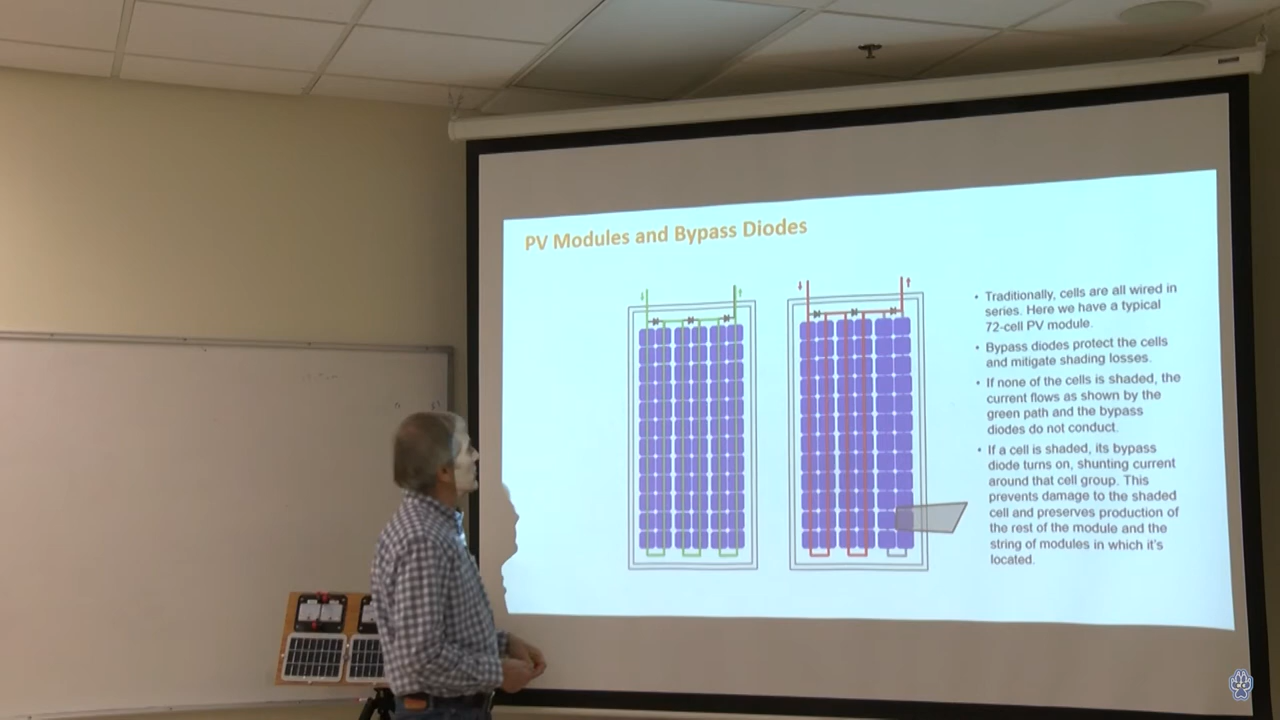 PV Modules and Bypass Diodes
• Traditionally, cells are all wired in
series. Here we have a typical
72-cell PV module.
• Bypass diodes protect the cells
and mitigate shading losses.
• If none of the cells is shaded, the
current flows as shown by the
green path and the bypass
diodes do not conduct.
• If a cell is shaded, its bypass
diode turns on, shunting current
around that cell group. This
prevents damage to the shaded
cell and preserves production of
the rest of the module and the
string of modules in which it's
located.